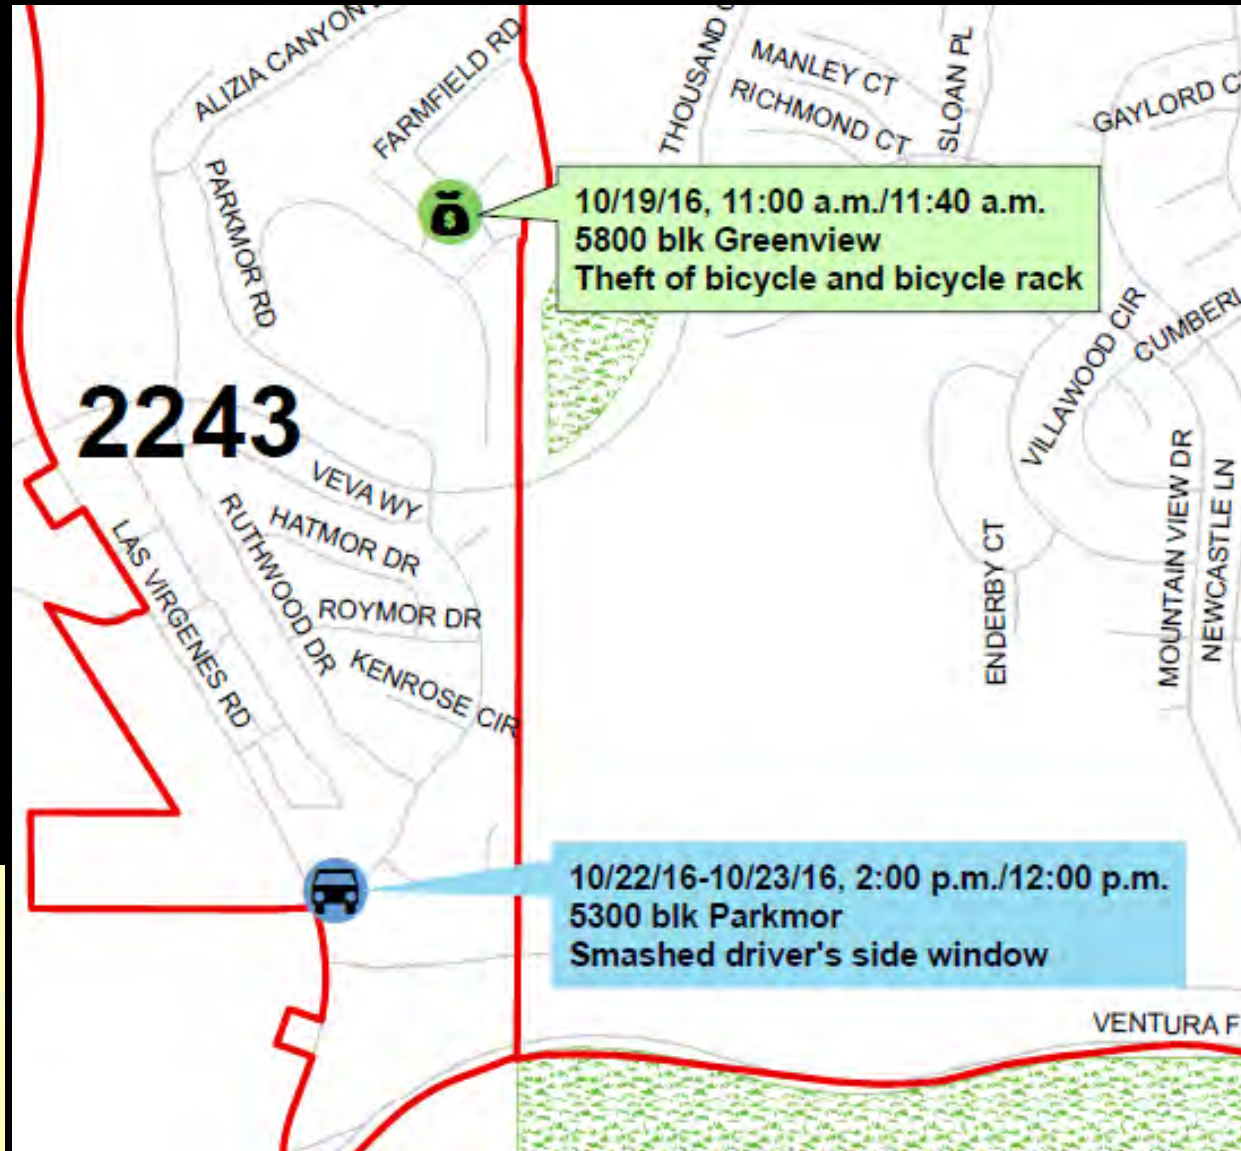 ALIZIA CANYON
FARMFIELD RD
THOUSAND
MANLEY CT
RICHMOND CT
SLOAN PL
GAYLORD C
PARKMOR RD
$
10/19/16, 11:00 a.m./11:40 a.m.
5800 blk Greenview
Theft of bicycle and bicycle rack
VILLAWOOD CIR
CUMBERL
2243
VEVA WY
HATMOR DR
RUTHWOOD DR
LAS VIRGENES RD
ROYMOR DR
KENROSE CIR
ENDERBY CT
MOUNTAIN VIEW DR
NEWCASTLE LN
10/22/16-10/23/16, 2:00 p.m./12:00 p.m.
5300 blk Parkmor
Smashed driver's side window
VENTURA F